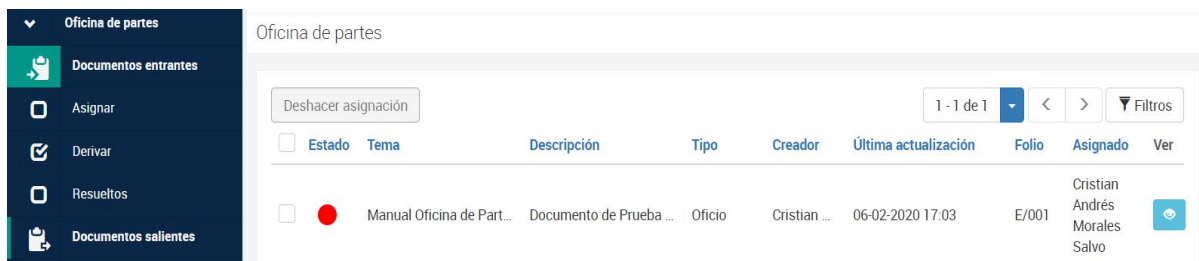 Oficina de partes
Documentos entrantes
Asignar
Derivar
Resueltos
Documentos salientes
Oficina de partes
Deshacer asignación
1 - 1 de 1
Filtros
Estado Tema Descripción Tipo Creador Última actualización Folio Asignado Ver
Manual Oficina de Part... Documento de Prueba ... Oficio Cristian ... 06-02-2020 17:03 E/001 Cristian
Andrés
Morales
Salvo